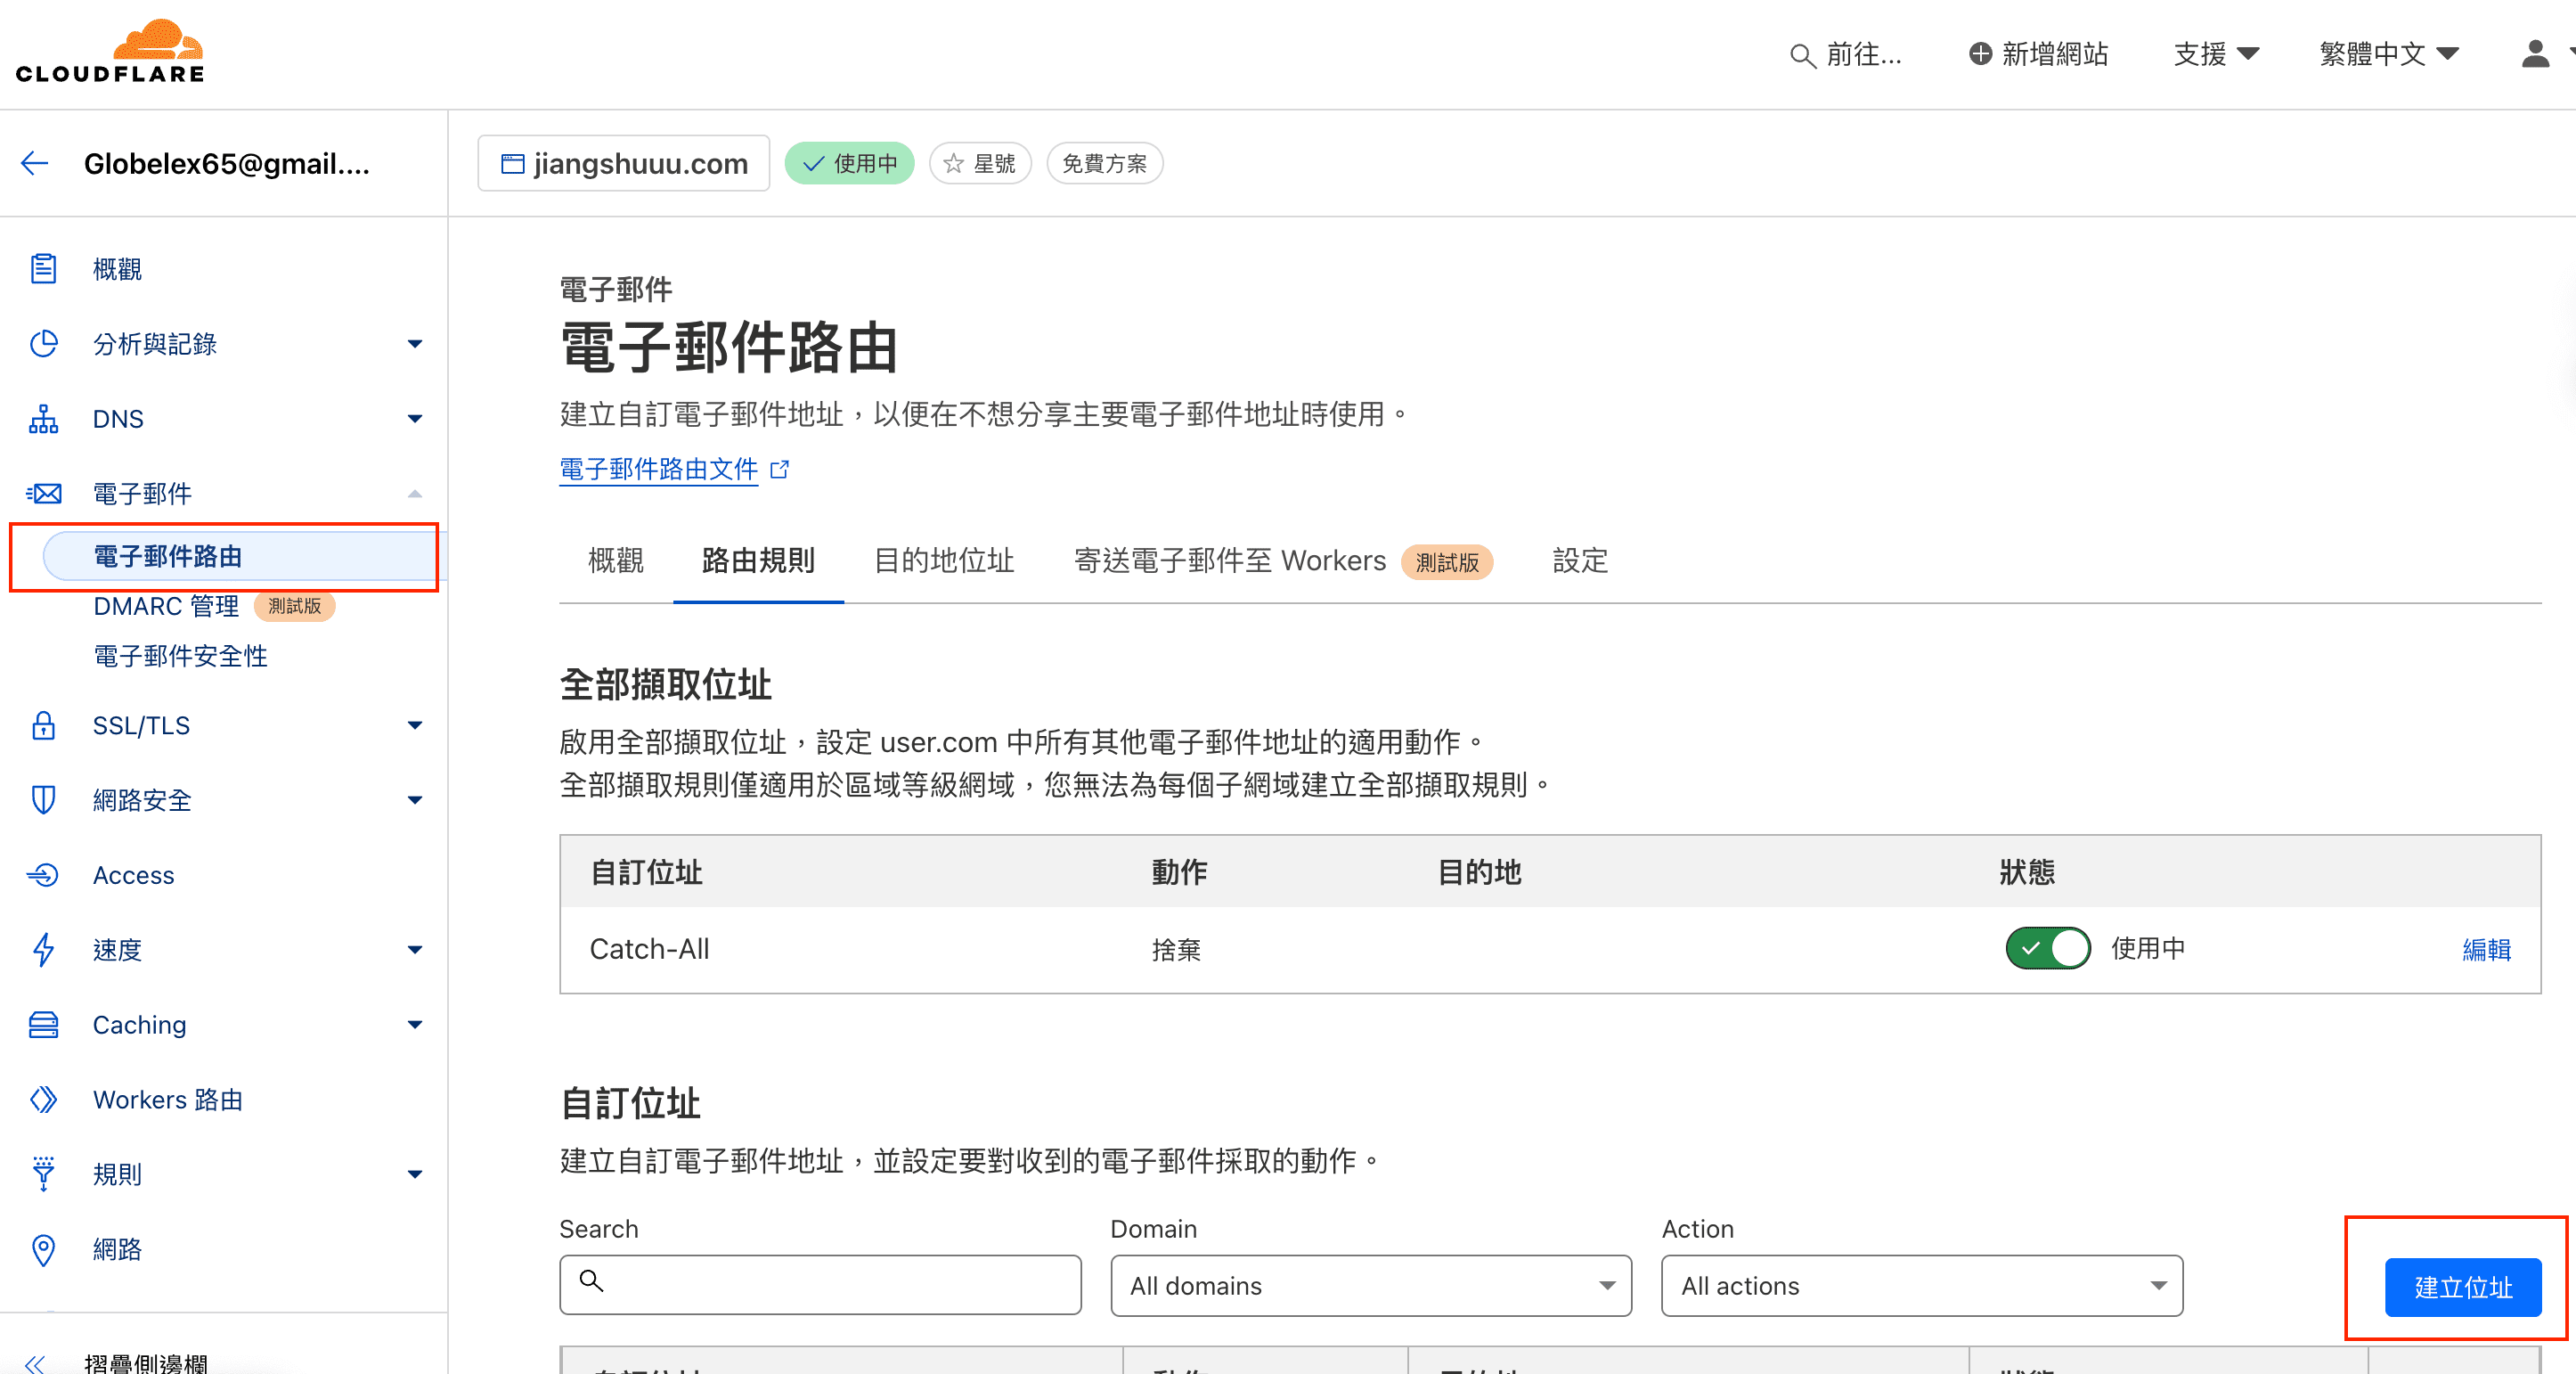 CLOUDFLARE
前往...
新增網站
支援
繁體中文
Globelex65@gmail....
jiangshuuu.com
使用中
星號
免費方案
概觀
分析與記錄
DNS
電子郵件
電子郵件路由
DMARC 管理 測試版
電子郵件安全性
SSL/TLS
網路安全
Access
速度
Caching
Workers 路由
規則
網路
摺疊側邊欄
電子郵件
電子郵件路由
建立自訂電子郵件地址，以便在不想分享主要電子郵件地址時使用。
電子郵件路由文件
概觀 路由規則 目的地位址 寄送電子郵件至 Workers 測試版 設定
全部擷取位址
啟用全部擷取位址，設定 user.com 中所有其他電子郵件地址的適用動作。
全部擷取規則僅適用於區域等級網域，您無法為每個子網域建立全部擷取規則。
自訂位址 動作 目的地 狀態
Catch-All 捨棄 使用中 編輯
自訂位址
建立自訂電子郵件地址，並設定要對收到的電子郵件採取的動作。
Search Domain Action
All domains All actions 建立位址